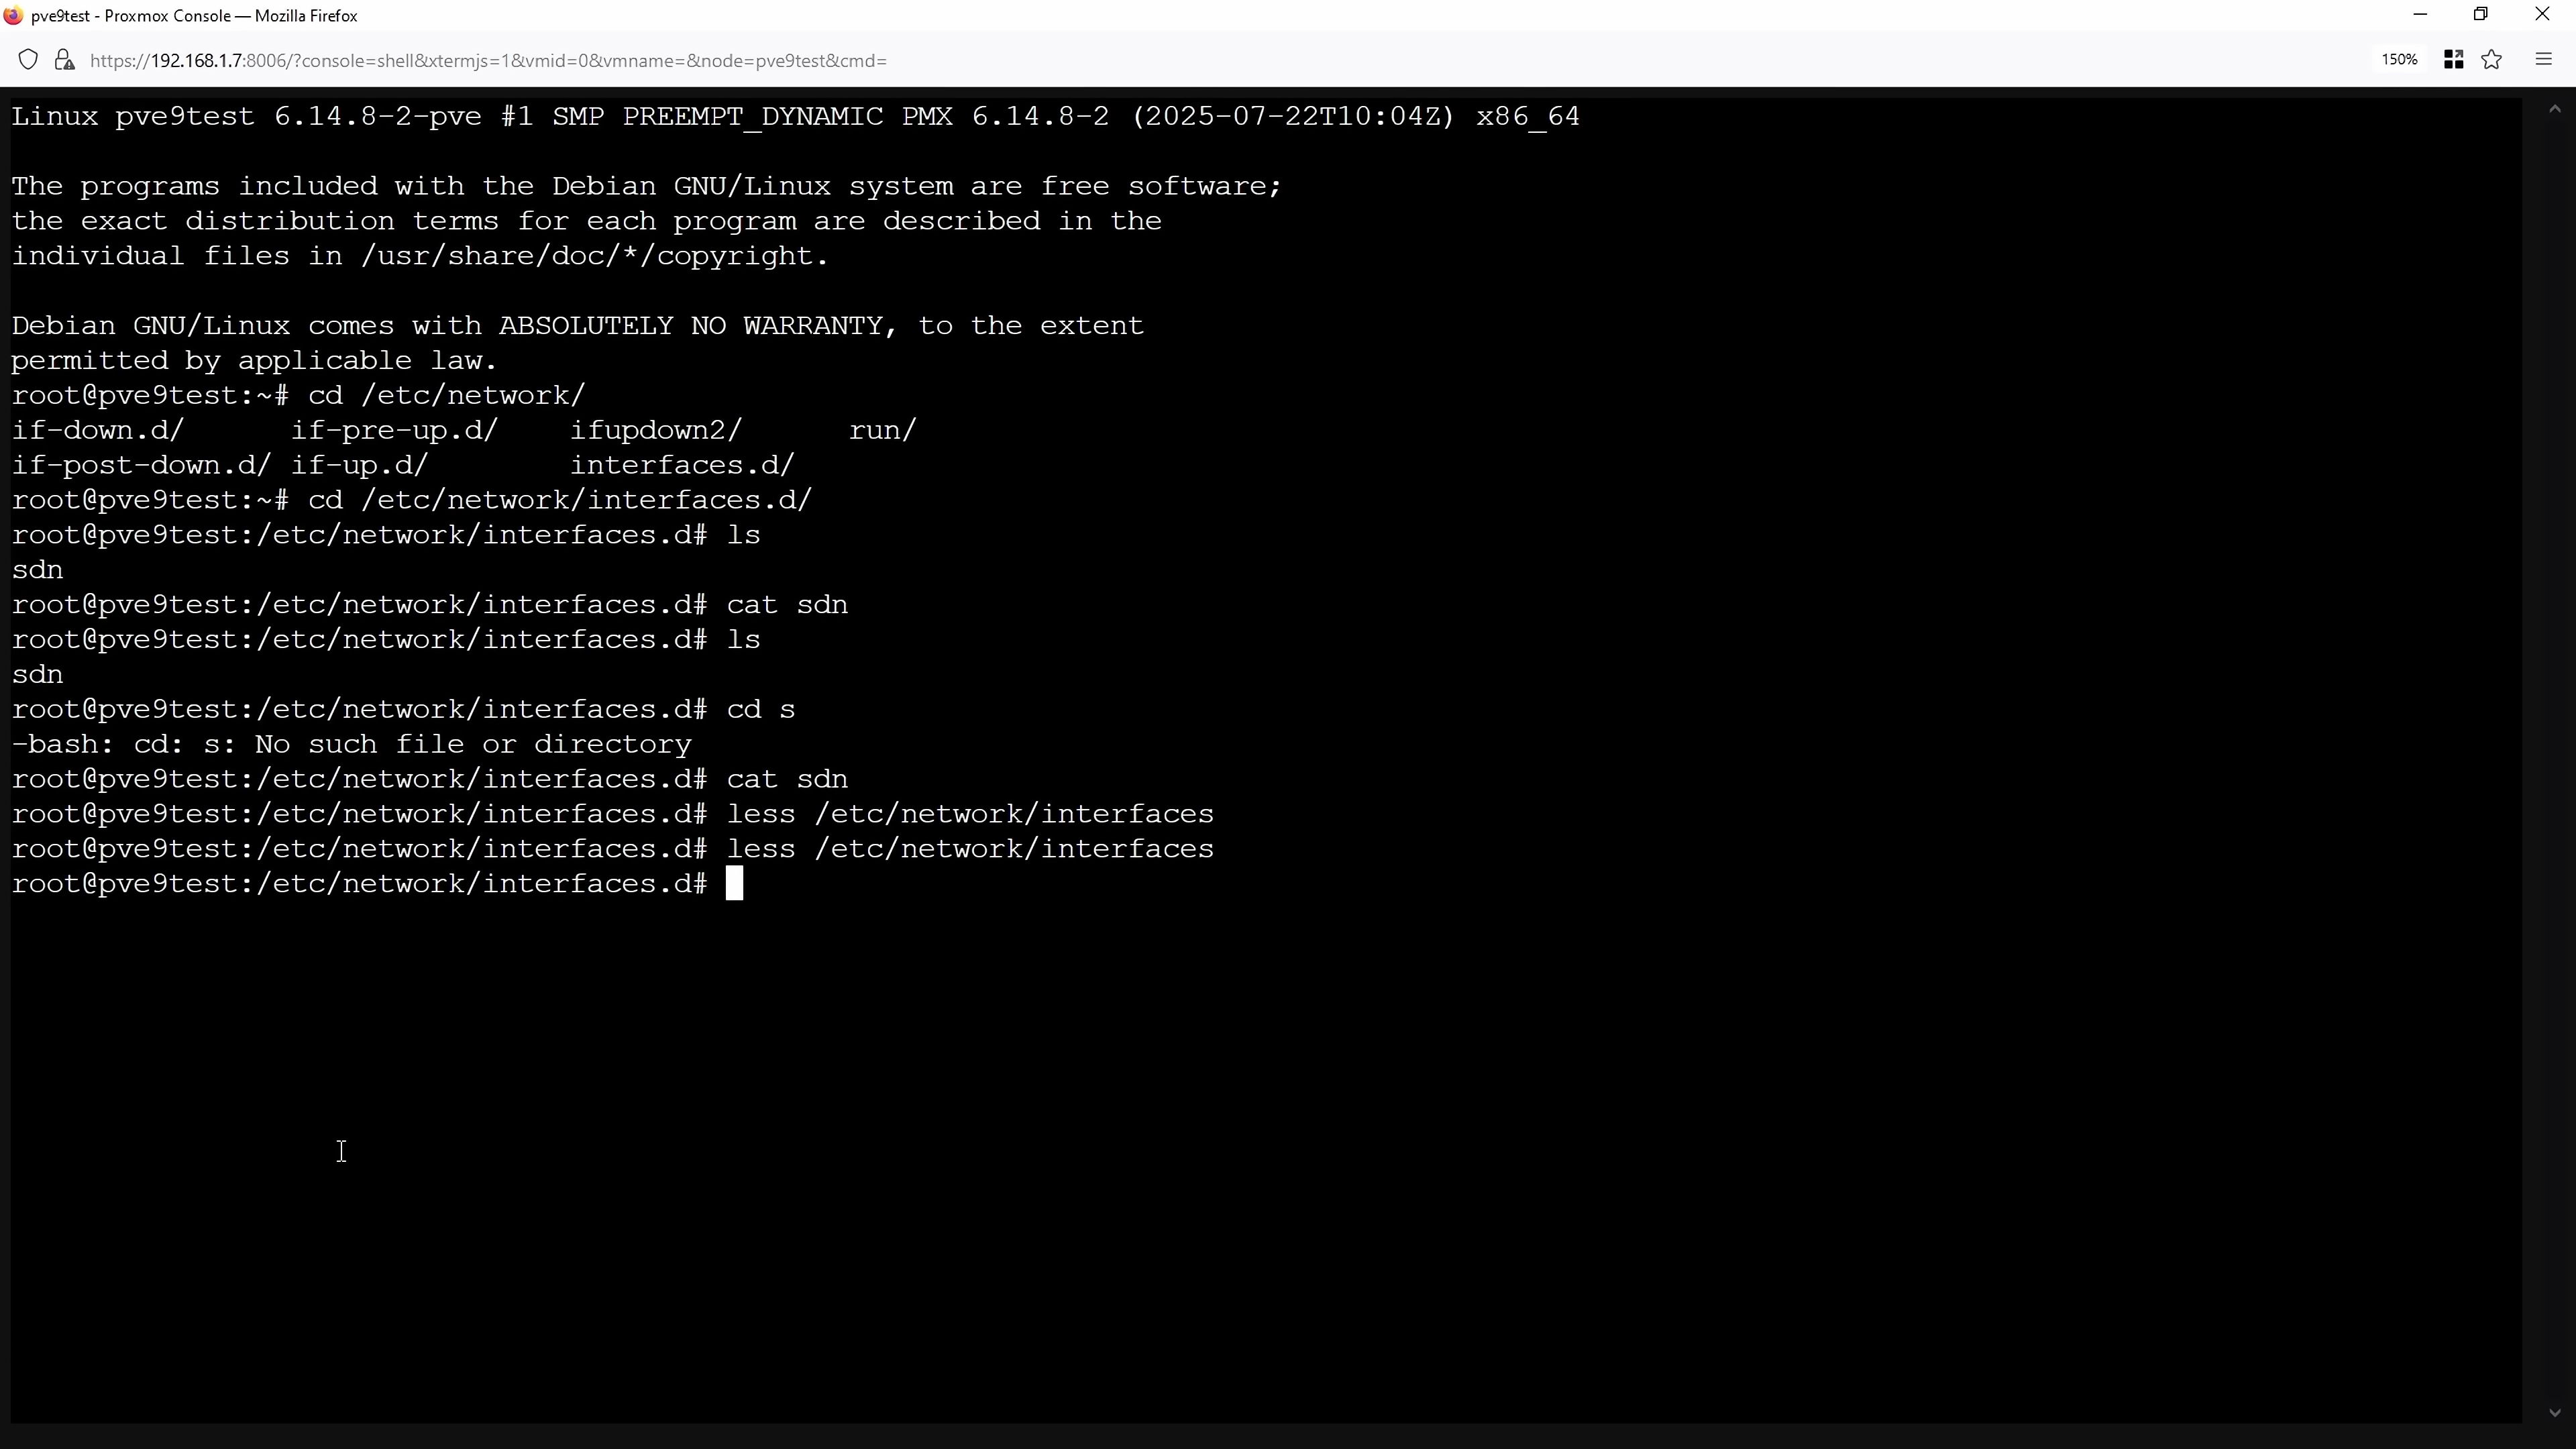 pve9test - Proxmox Console — Mozilla Firefox
https://192.168.1.7:8006/?console=shell&xtermjs=1&vmid=0&vmname=&node=pve9test&cmd=
150%
Linux pve9test 6.14.8-2-pve #1 SMP PREEMPT_DYNAMIC PMX 6.14.8-2 (2025-07-22T10:04Z) x86_64
The programs included with the Debian GNU/Linux system are free software;
the exact distribution terms for each program are described in the
individual files in /usr/share/doc/*/copyright.
Debian GNU/Linux comes with ABSOLUTELY NO WARRANTY, to the extent
permitted by applicable law.
root@pve9test:~# cd /etc/network/
if-down.d/      if-pre-up.d/    ifupdown2/      run/
if-post-down.d/ if-up.d/        interfaces.d/
root@pve9test:~# cd /etc/network/interfaces.d/
root@pve9test:/etc/network/interfaces.d# ls
sdn
root@pve9test:/etc/network/interfaces.d# cat sdn
root@pve9test:/etc/network/interfaces.d# ls
sdn
root@pve9test:/etc/network/interfaces.d# cd s
-bash: cd: s: No such file or directory
root@pve9test:/etc/network/interfaces.d# cat sdn
root@pve9test:/etc/network/interfaces.d# less /etc/network/interfaces
root@pve9test:/etc/network/interfaces.d# less /etc/network/interfaces
root@pve9test:/etc/network/interfaces.d#